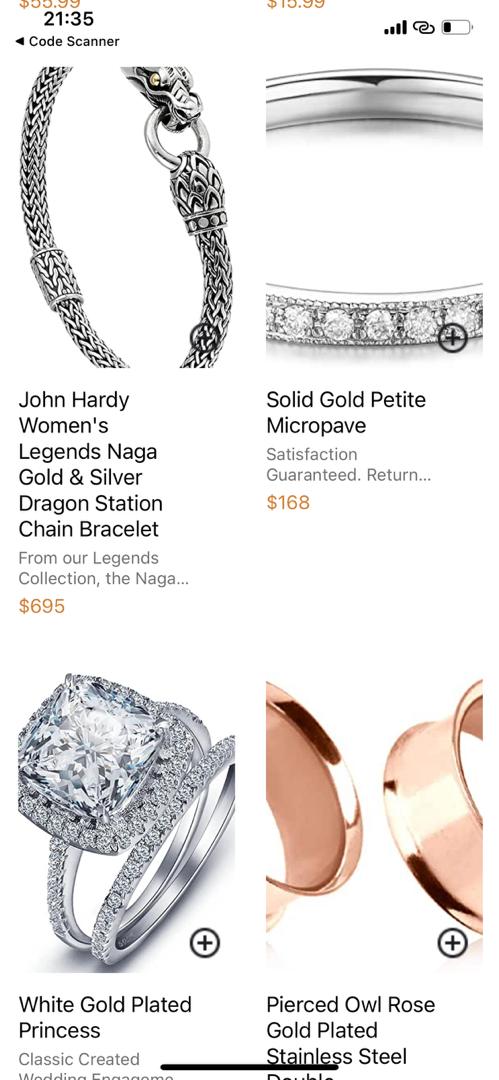 $55.99
$15.99
21:35
◀ Code Scanner
John Hardy
Women's
Legends Naga
Gold & Silver
Dragon Station
Chain Bracelet
From our Legends
Collection, the Naga...
$695
Solid Gold Petite
Micropave
Satisfaction
Guaranteed. Return...
$168
White Gold Plated
Princess
Classic Created
Wedding Engageme...
Pierced Owl Rose
Gold Plated
Stainless Steel
Double